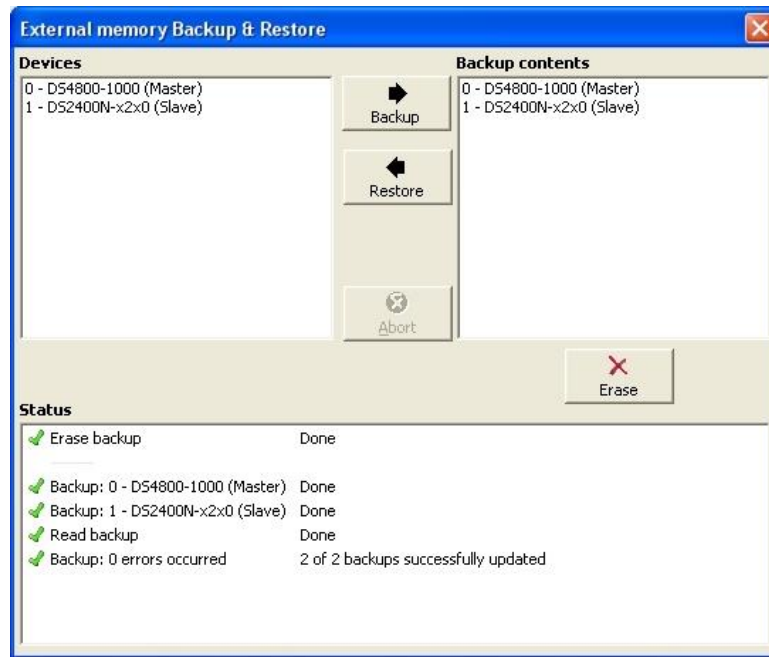 External memory Backup & Restore
Devices
0 - DS4800-1000 (Master)
1 - DS2400N-x2x0 (Slave)
Backup
Restore
Abort
Backup contents
0 - DS4800-1000 (Master)
1 - DS2400N-x2x0 (Slave)
Erase
Status
Erase backup Done
Backup: 0 - DS4800-1000 (Master) Done
Backup: 1 - DS2400N-x2x0 (Slave) Done
Read backup Done
Backup: 0 errors occurred 2 of 2 backups successfully updated